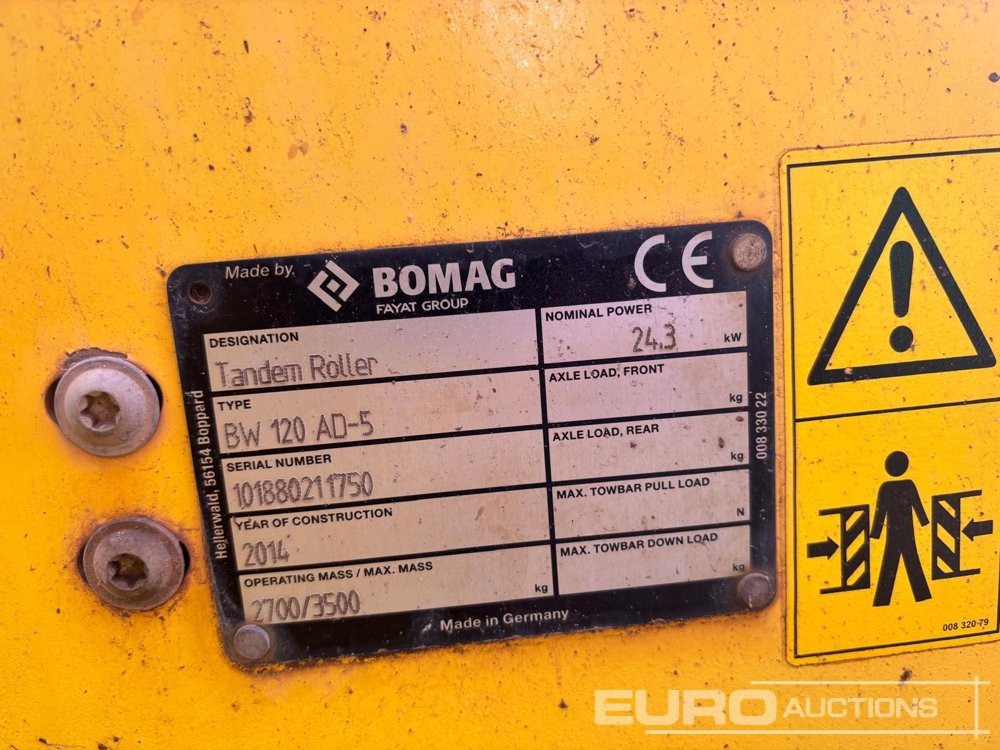 Made by BOMAG CE
FAYAT GROUP
DESIGNATION
Tandem Roller
TYPE
BW 120 AD-5
SERIAL NUMBER
101880211750
YEAR OF CONSTRUCTION
2014
OPERATING MASS / MAX. MASS
kg
2700/3500
NOMINAL POWER
24.3 kW
AXLE LOAD, FRONT
kg
AXLE LOAD, REAR
kg
MAX. TOWBAR PULL LOAD
N
MAX. TOWBAR DOWN LOAD
kg
Made in Germany
Hellerwald, 56154 Boppard
008 330 22
008 320 79
EURO AUCTIONS